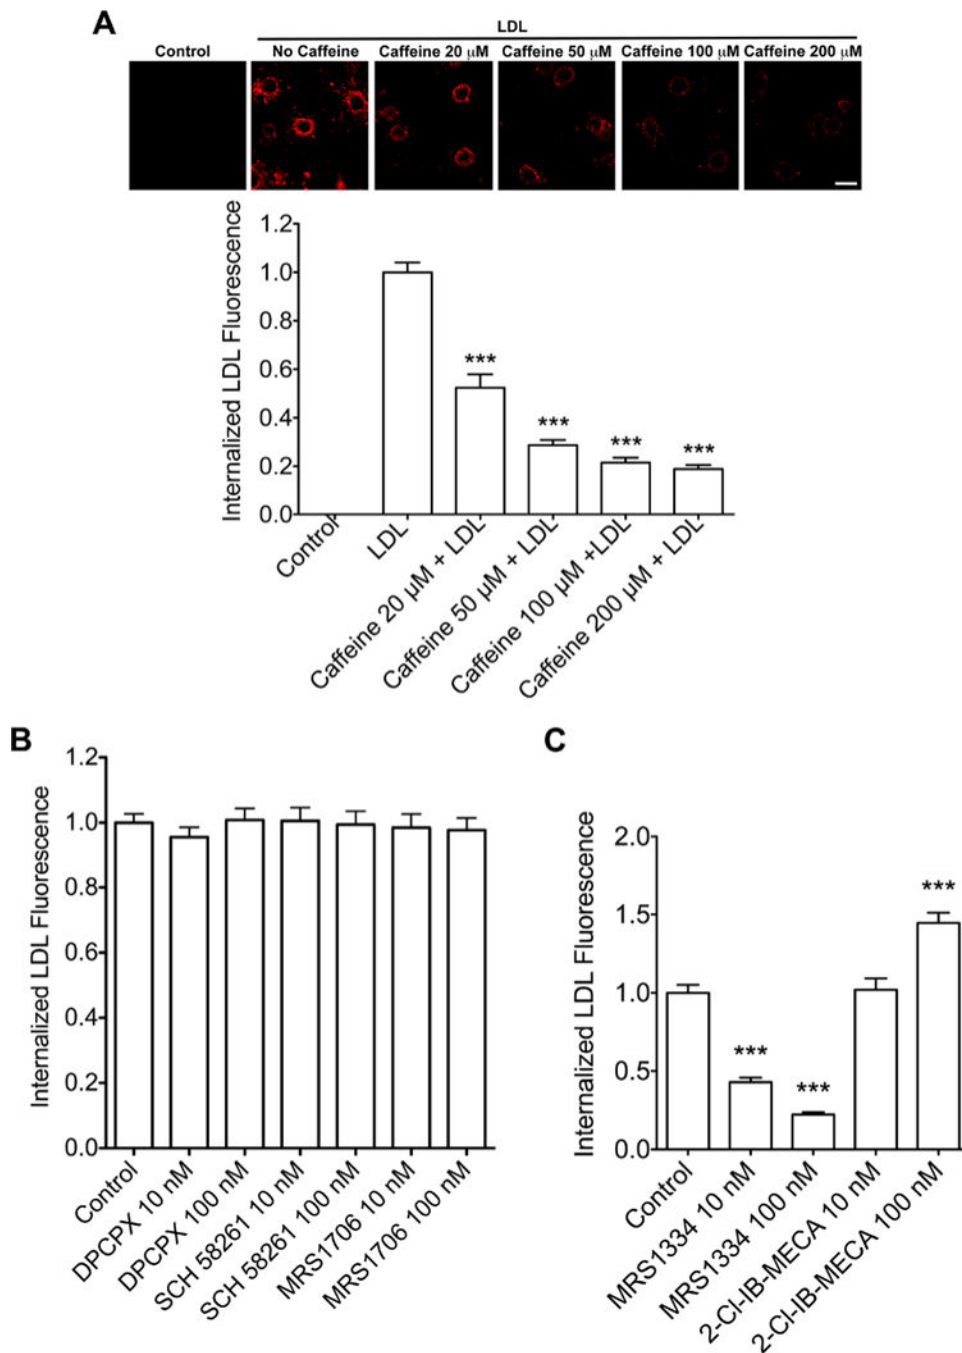 A
LDL
Control
No Caffeine
Caffeine 20 μM
Caffeine 50 μM
Caffeine 100 μM
Caffeine 200 μM
Internalized LDL Fluorescence
1.2
1.0
0.8
0.6
0.4
0.2
0.0
***
***
***
***
Control
LDL
Caffeine 20 μM + LDL
Caffeine 50 μM + LDL
Caffeine 100 μM +LDL
Caffeine 200 μM + LDL
B
Internalized LDL Fluorescence
1.2
1.0
0.8
0.6
0.4
0.2
0.0
Control
DPCPX 10 nM
DPCPX 100 nM
SCH 58261 10 nM
SCH 58261 100 nM
MRS1706 10 nM
MRS1706 100 nM
C
Internalized LDL Fluorescence
2.0
1.5
1.0
0.5
0.0
***
***
***
Control
MRS1334 10 nM
MRS1334 100 nM
2-Cl-IB-MECA 10 nM
2-Cl-IB-MECA 100 nM